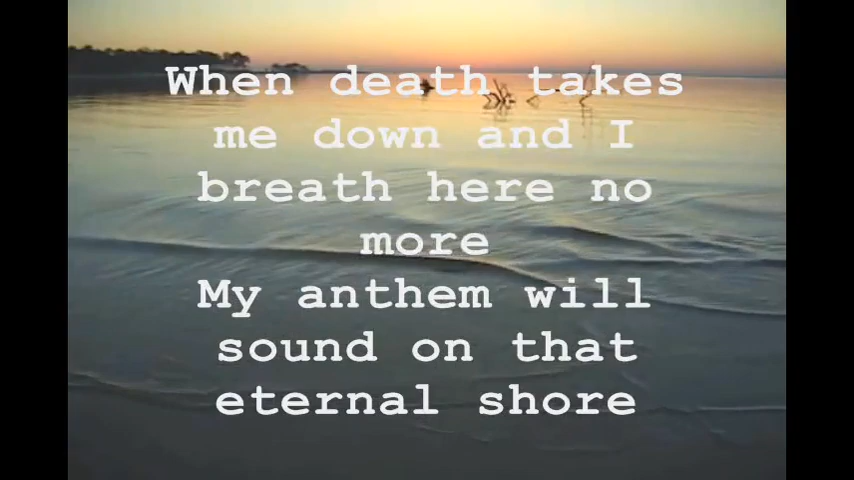 When death takes
me down and I
breath here no
more
My anthem will
sound on that
eternal shore